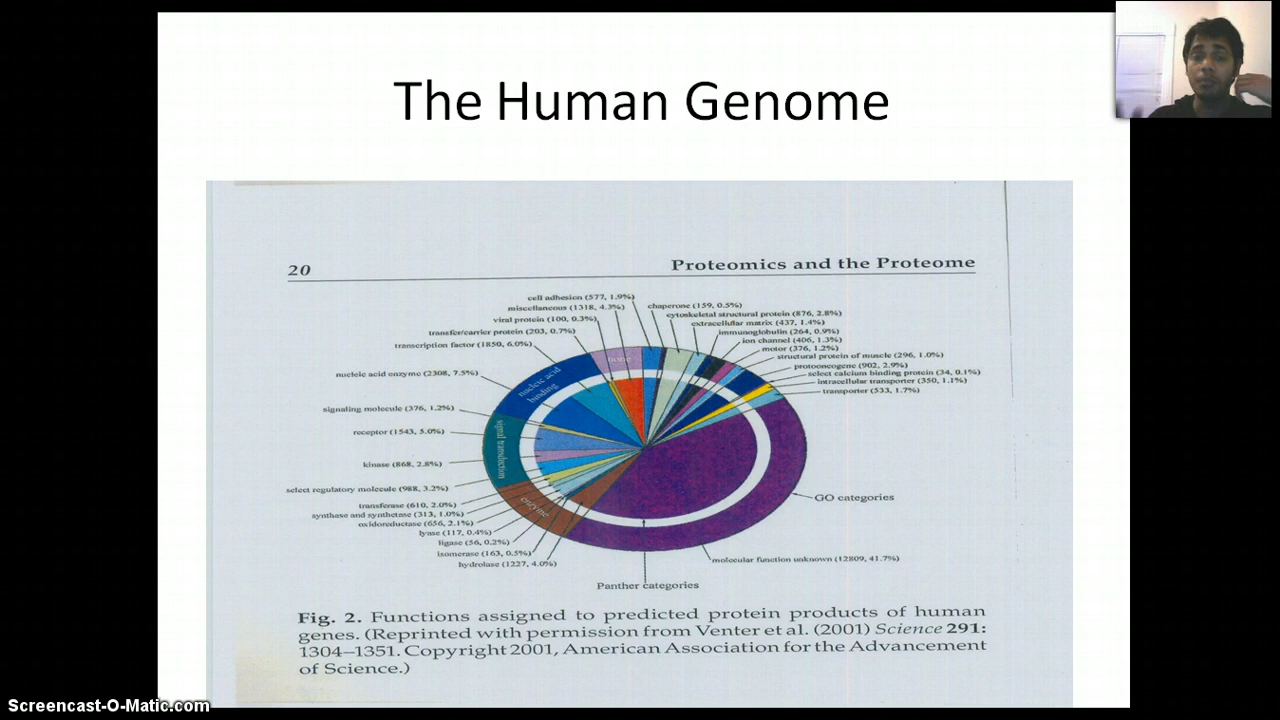 The Human Genome
20
Proteomics and the Proteome
cell adhesion (577, 1.9%)
miscellaneous (1318, 4.3%)
viral protein (100, 0.3%)
transfer/carrier protein (203, 0.7%)
transcription factor (1850, 6.0%)
nucleic acid enzyme (2308, 7.5%)
signaling molecule (376, 1.2%)
receptor (1543, 5.0%)
kinase (868, 2.8%)
select regulatory molecule (988, 3.2%)
transferase (610, 2.0%)
synthase and synthetase (313, 1.0%)
oxidoreductase (656, 2.1%)
lyase (117, 0.4%)
ligase (56, 0.2%)
isomerase (163, 0.5%)
hydrolase (1227, 4.0%)
chaperone (159, 0.5%)
cytoskeletal structural protein (876, 2.8%)
extracellular matrix (437, 1.4%)
immunoglobulin (264, 0.9%)
ion channel (406, 1.3%)
motor (376, 1.2%)
structural protein of muscle (296, 1.0%)
protooncogene (902, 2.9%)
select calcium binding protein (34, 0.1%)
intracellular transporter (350, 1.1%)
transporter (533, 1.7%)
none
nucleic acid
binding
signal transduction
enzyme
GO categories
molecular function unknown (12809, 41.7%)
Panther categories
Fig. 2. Functions assigned to predicted protein products of human
genes. (Reprinted with permission from Venter et al. (2001) Science 291:
1304–1351. Copyright 2001, American Association for the Advancement
of Science.)
Screencast-O-Matic.com